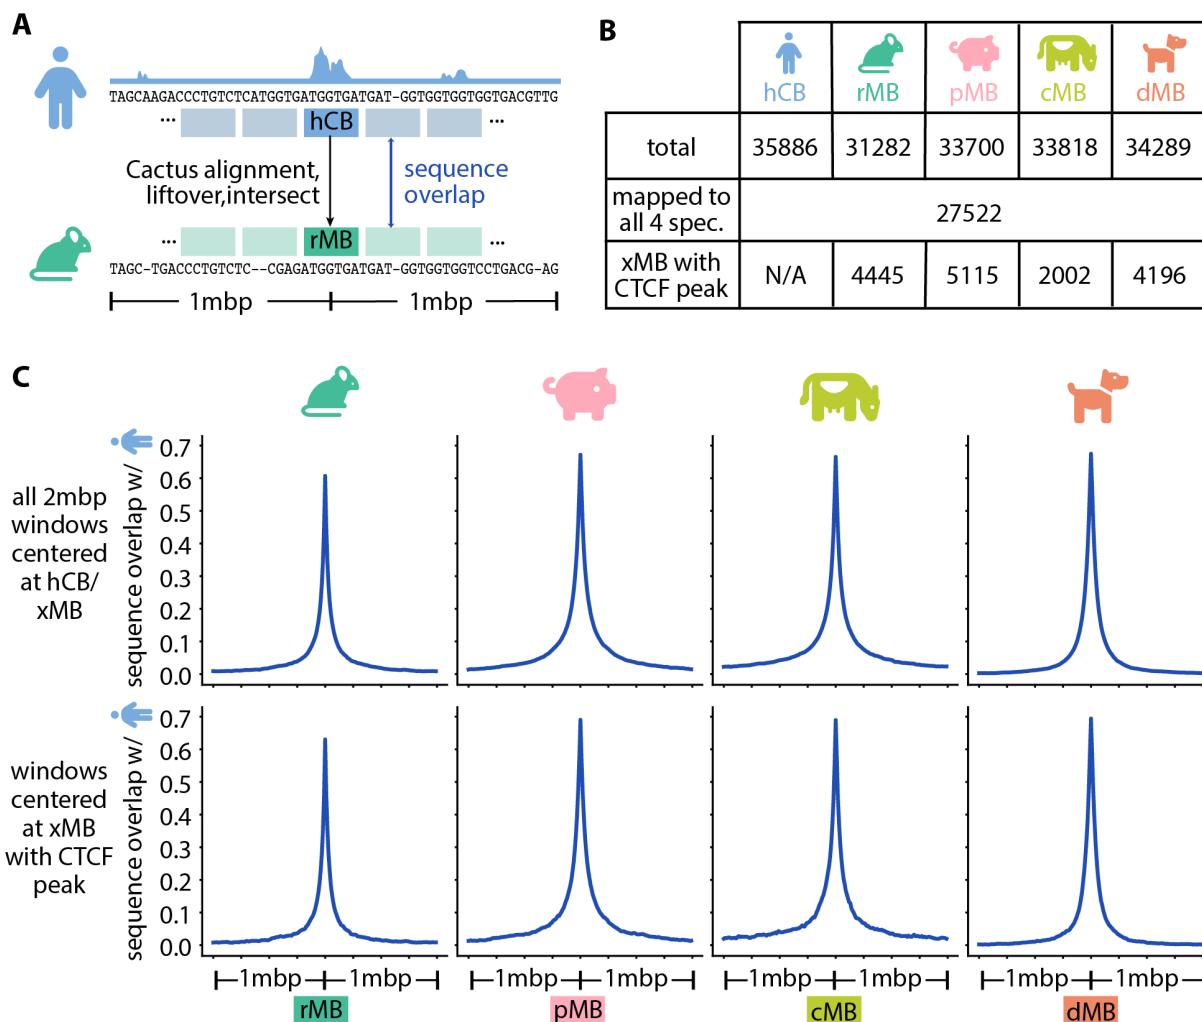 A
TAGCAAGACCCTGTCTCATGGTGATGGTGATGAT-GGTGGTGGTGGTGACGTTG
... hCB ...
Cactus alignment,
liftover,intersect
sequence
overlap
... rMB ...
TAGC-TGACCCTGTCTC--CGAGATGGTGATGAT-GGTGGTGGTCCTGACG-AG
1mbp 1mbp
B
hCB rMB pMB cMB dMB
total 35886 31282 33700 33818 34289
mapped to
all 4 spec.
27522
xMB with
CTCF peak
N/A 4445 5115 2002 4196
C
all 2mbp
windows
centered
at hCB/
xMB
sequence overlap w/
0.7
0.6
0.5
0.4
0.3
0.2
0.1
0.0
windows
centered
at xMB
with CTCF
peak
sequence overlap w/
0.7
0.6
0.5
0.4
0.3
0.2
0.1
0.0
1mbp 1mbp 1mbp 1mbp 1mbp 1mbp 1mbp 1mbp
rMB pMB cMB dMB